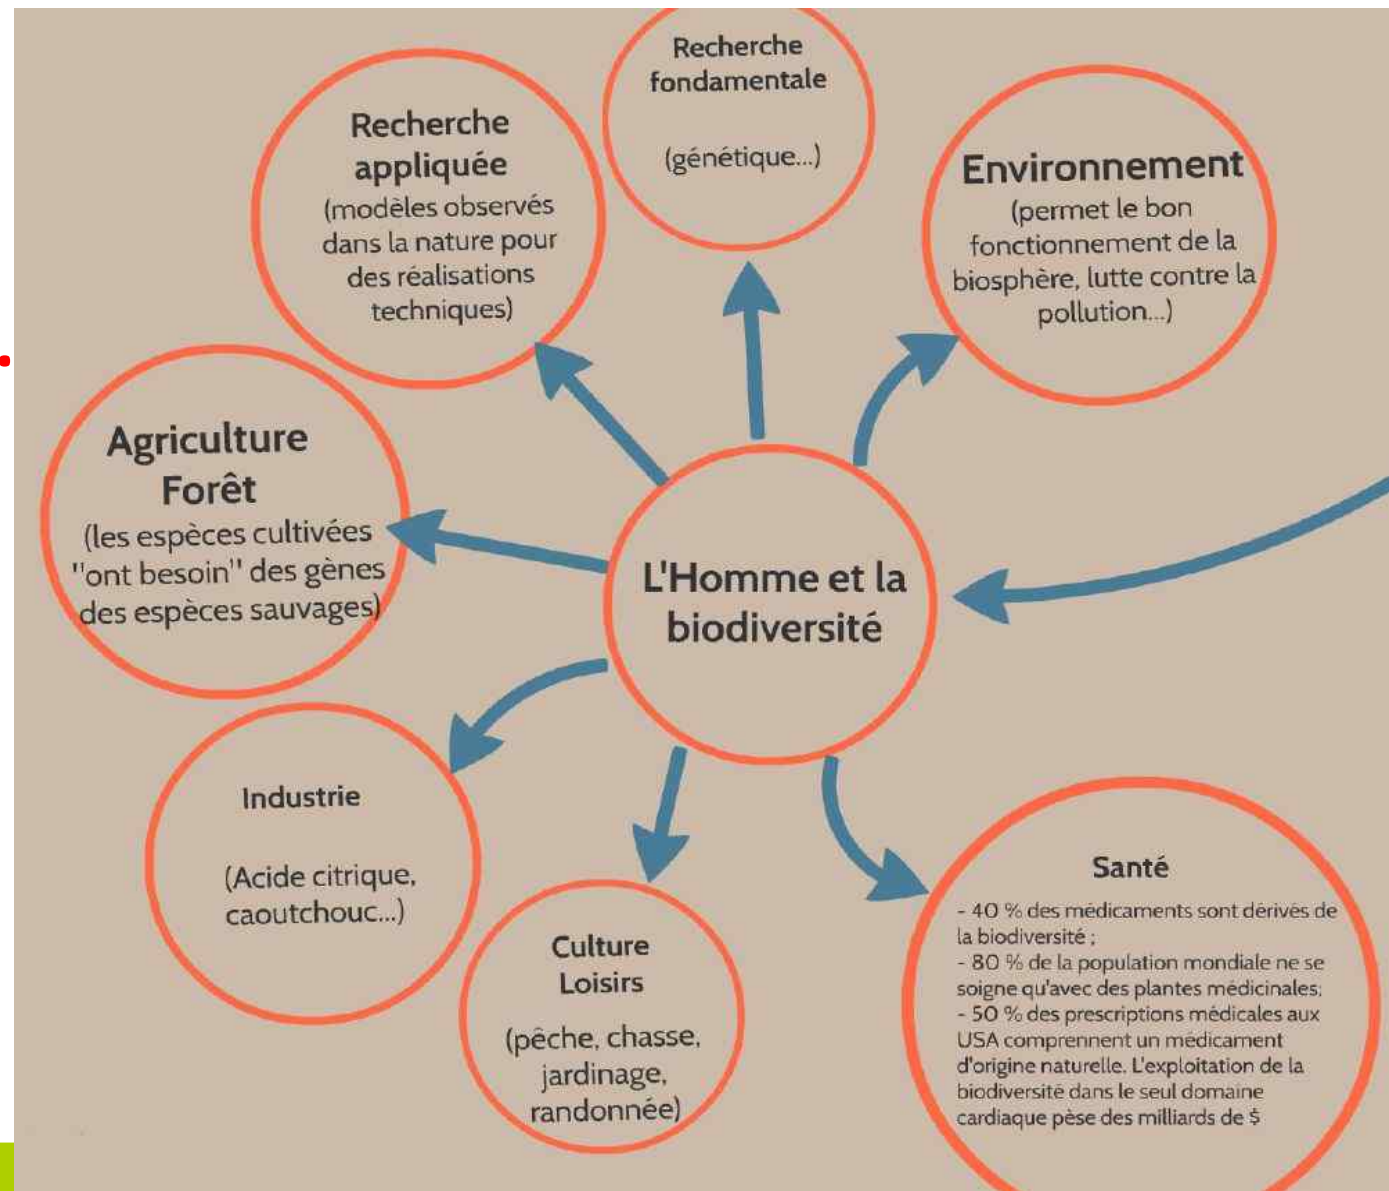 Recherche
fondamentale
(génétique...)
Recherche
appliquée
(modèles observés
dans la nature pour
des réalisations
techniques)
Environnement
(permet le bon
fonctionnement de la
biosphère, lutte contre la
pollution...)
Agriculture
Forêt
(les espèces cultivées
"ont besoin" des gènes
des espèces sauvages)
L'Homme et la
biodiversité
Industrie
(Acide citrique,
caoutchouc...)
Culture
Loisirs
(pêche, chasse,
jardinage,
randonnée)
Santé
- 40 % des médicaments sont dérivés de
la biodiversité ;
- 80 % de la population mondiale ne se
soigne qu'avec des plantes médicinales;
- 50 % des prescriptions médicales aux
USA comprennent un médicament
d'origine naturelle. L'exploitation de la
biodiversité dans le seul domaine
cardiaque pèse des milliards de $